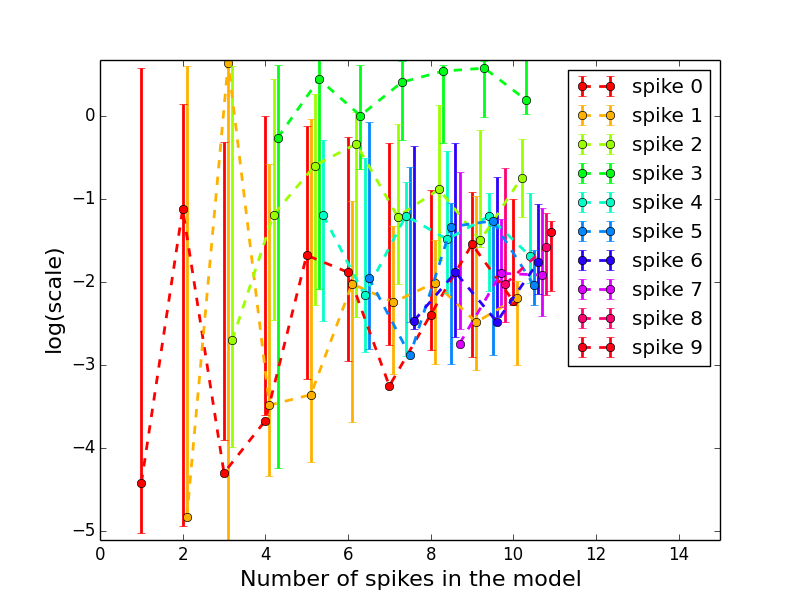 0
−1
−2
−3
−4
−5
log(scale)
0
2
4
6
8
10
12
14
Number of spikes in the model
spike 0
spike 1
spike 2
spike 3
spike 4
spike 5
spike 6
spike 7
spike 8
spike 9